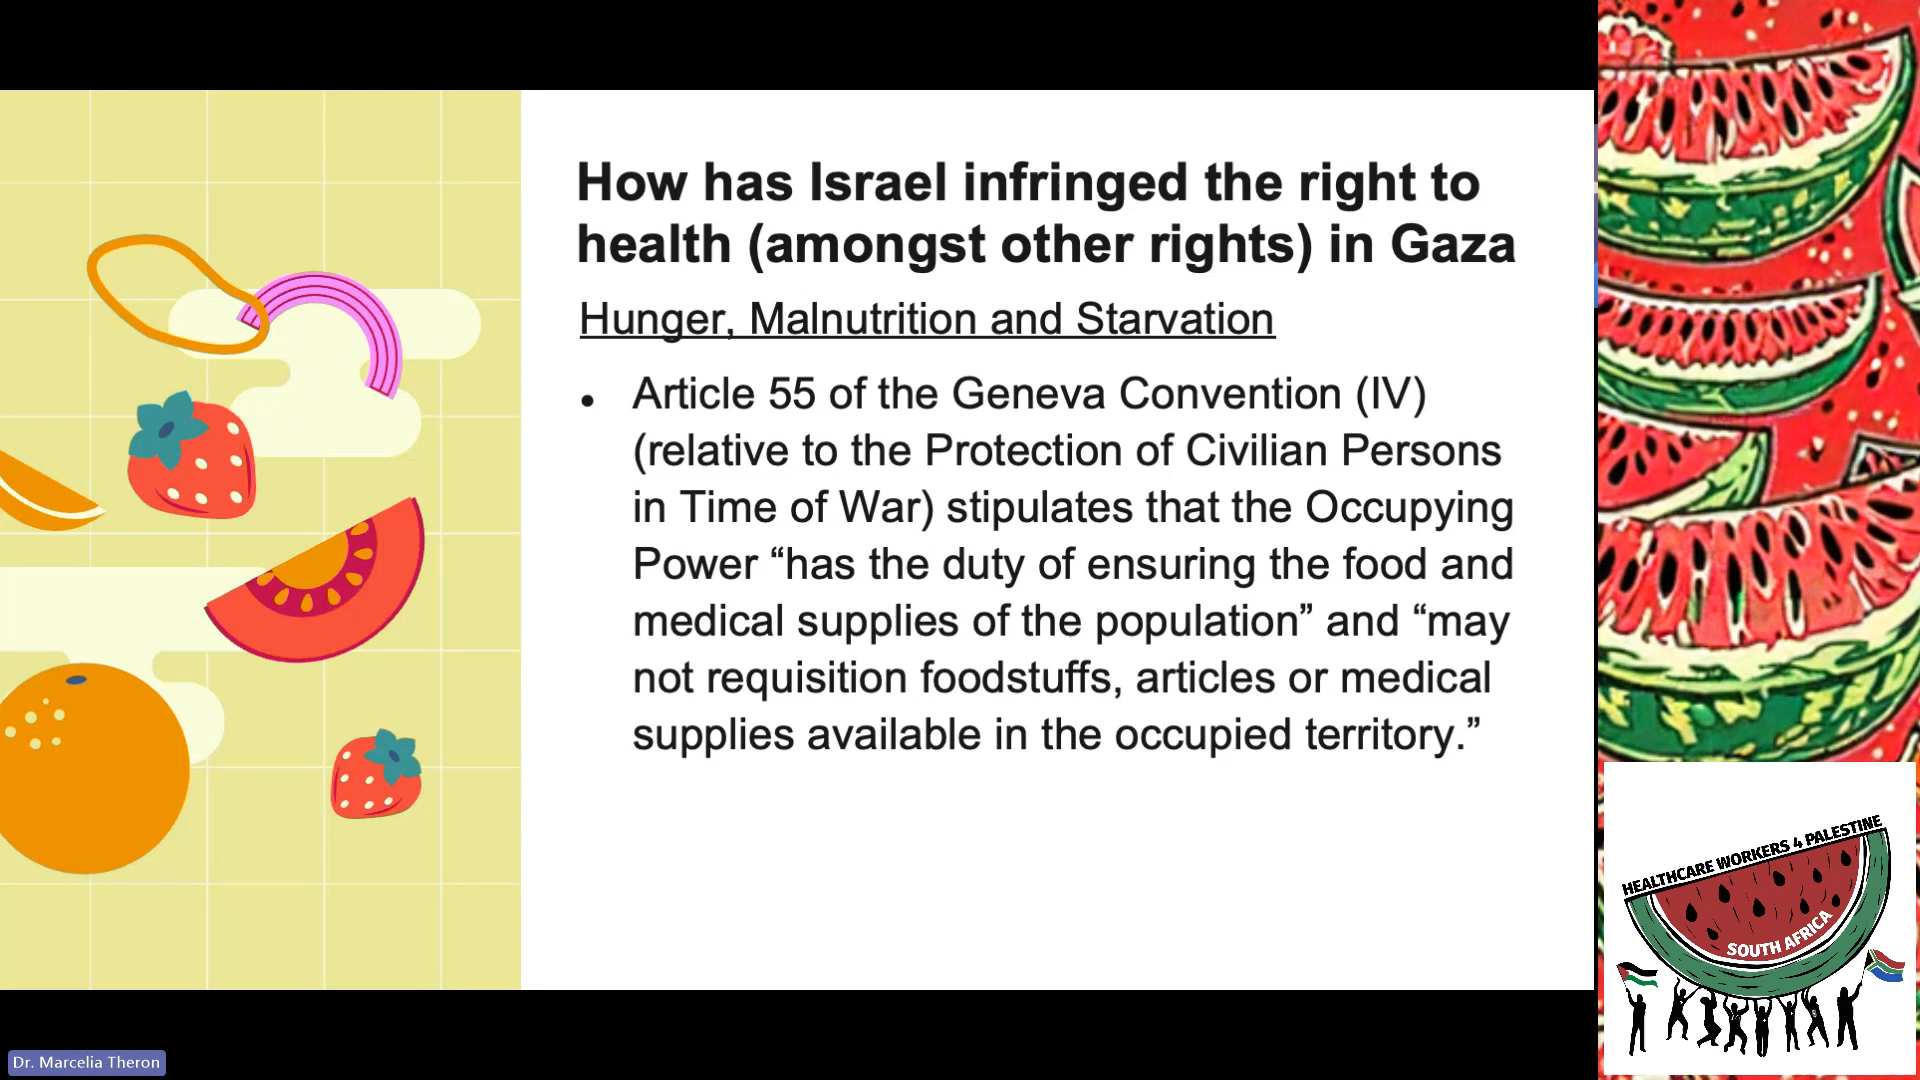 How has Israel infringed the right to
health (amongst other rights) in Gaza
Hunger, Malnutrition and Starvation
• Article 55 of the Geneva Convention (IV)
(relative to the Protection of Civilian Persons
in Time of War) stipulates that the Occupying
Power “has the duty of ensuring the food and
medical supplies of the population” and “may
not requisition foodstuffs, articles or medical
supplies available in the occupied territory.”
HEALTHCARE WORKERS 4 PALESTINE
SOUTH AFRICA
Dr. Marcelia Theron